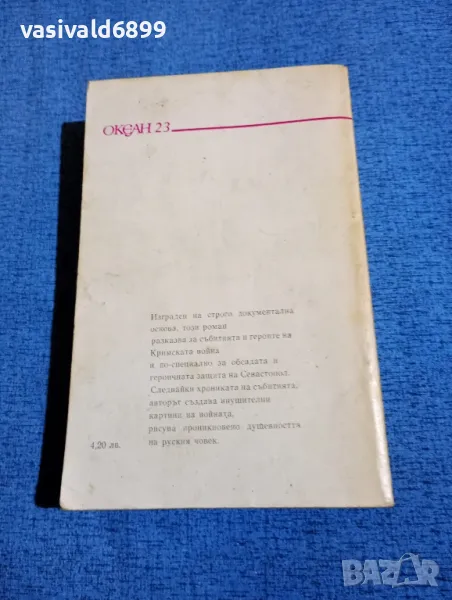 vasivald6899
ОКЕАН 23
Изграден на строго документална
основа, този роман
разказва за събитията и героите на
Кримската война
и по-специално за обсадата и
героичната защита на Севастопол.
Следвайки хрониката на събитията,
авторът създава внушителни
картини на войната,
рисува проникновено душевността
на руския човек.
4,20 лв.
BAZAR